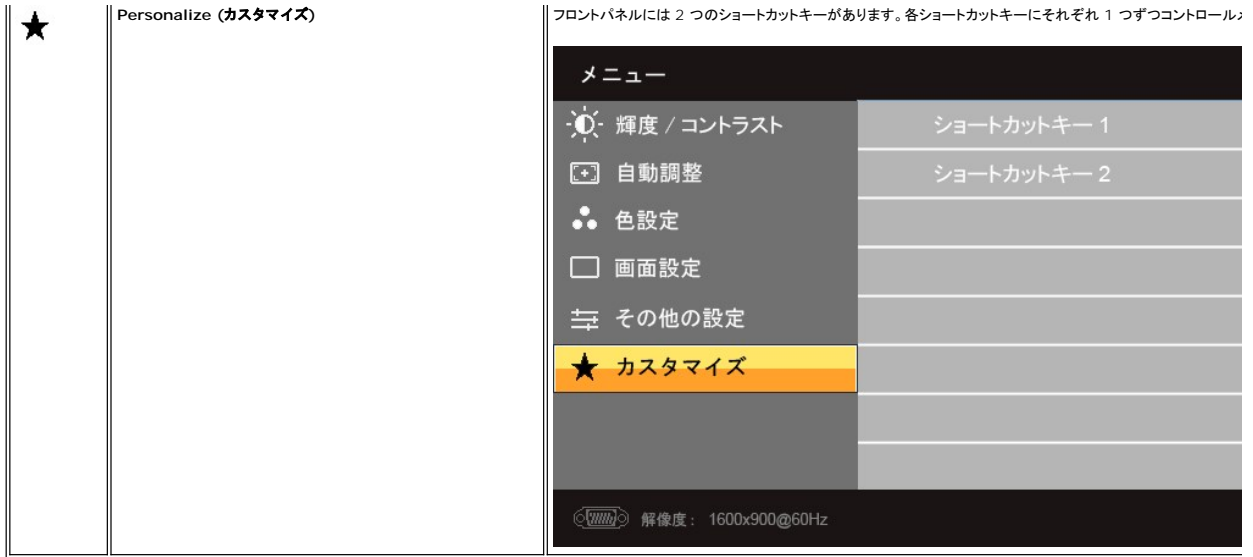 Personalize (カスタマイズ)
フロントパネルには 2 つのショートカットキーがあります。各ショートカットキーにそれぞれ 1 つずつコントロール
メニュー
輝度 / コントラスト
ショートカットキー 1
自動調整
ショートカットキー 2
色設定
画面設定
その他の設定
カスタマイズ
解像度: 1600x900@60Hz